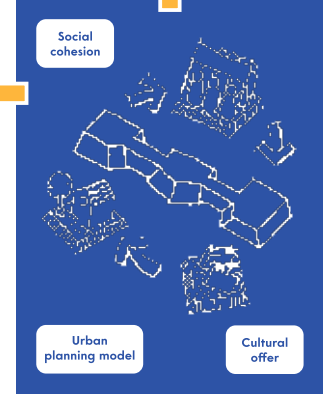 Social
cohesion
Urban
planning model
Cultural
offer